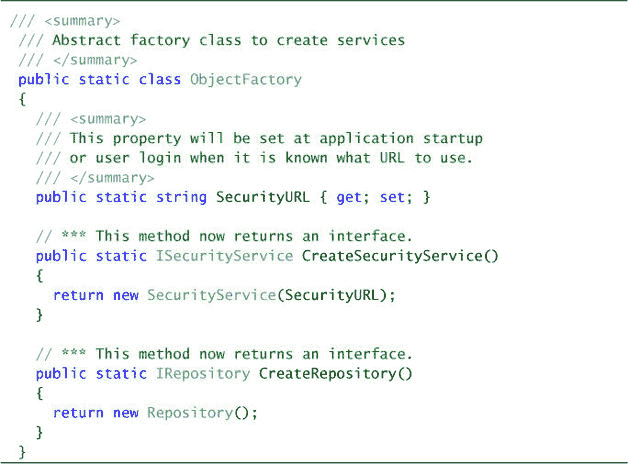 /// <summary>
/// Abstract factory class to create services
/// </summary>
public static class ObjectFactory
{
/// <summary>
/// This property will be set at application startup
/// or user login when it is known what URL to use.
/// </summary>
public static string SecurityURL { get; set; }
// *** This method now returns an interface.
public static ISecurityService CreateSecurityService()
{
return new SecurityService(SecurityURL);
}
// *** This method now returns an interface.
public static IRepository CreateRepository()
{
return new Repository();
}
}